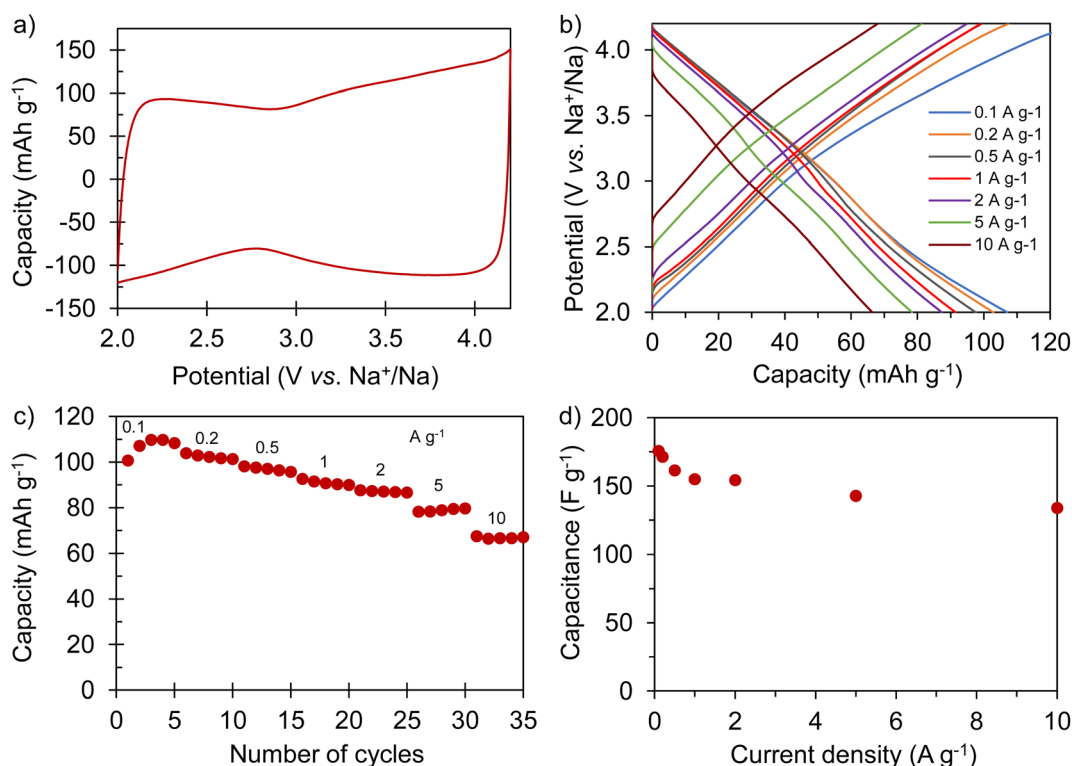 a)
Capacity (mAh g⁻¹)
150
100
50
0
-50
-100
-150
2.0 2.5 3.0 3.5 4.0
Potential (V vs. Na⁺/Na)
b)
Potential (V vs. Na⁺/Na)
4.0
3.5
3.0
2.5
2.0
0.1 A g-1
0.2 A g-1
0.5 A g-1
1 A g-1
2 A g-1
5 A g-1
10 A g-1
0 20 40 60 80 100 120
Capacity (mAh g⁻¹)
c)
Capacity (mAh g⁻¹)
120
100
80
60
40
20
0
0.1 0.2 0.5 1 2 5 10
A g⁻¹
0 5 10 15 20 25 30 35
Number of cycles
d)
Capacitance (F g⁻¹)
200
150
100
50
0
0 2 4 6 8 10
Current density (A g⁻¹)